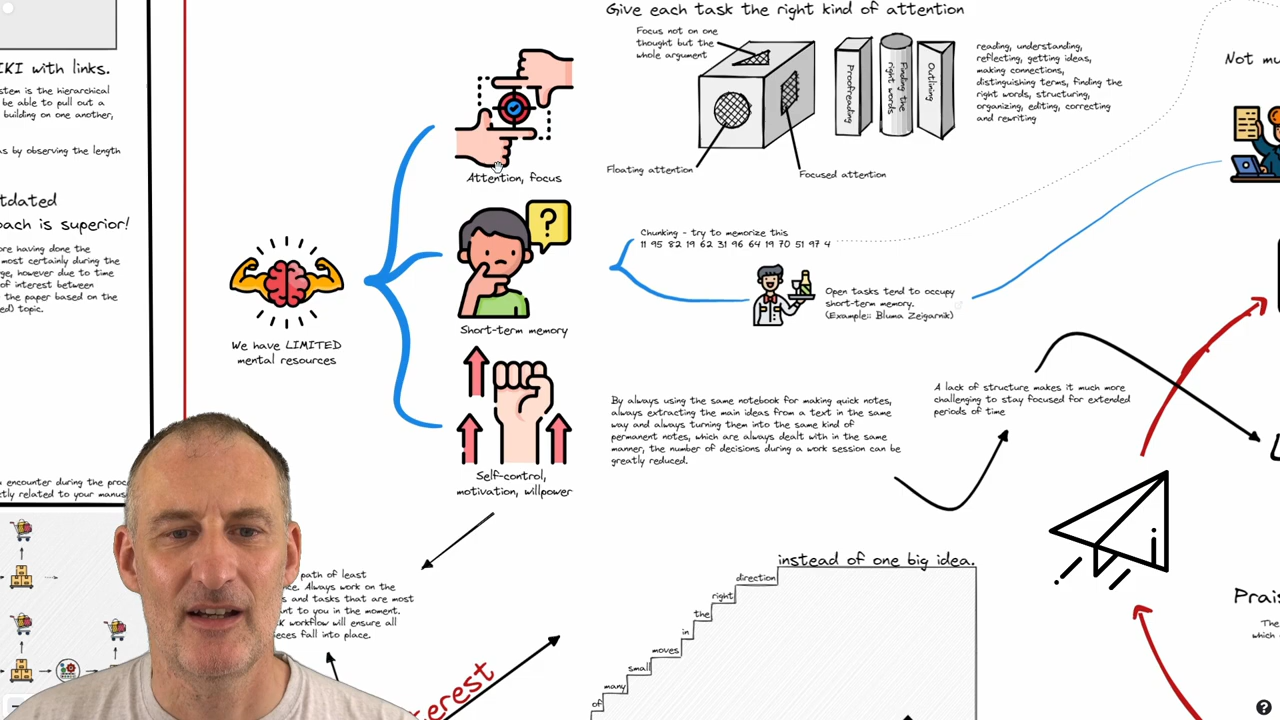 Give each task the right kind of attention
Focus not on one
thought but the
whole argument
Proofreading
Finding the
right words
Outlining
reading, understanding,
reflecting, getting ideas,
making connections,
distinguishing terms, finding the
right words, structuring,
organizing, editing, correcting
and rewriting
Floating attention
Focused attention
Not mu
IKI with links.
stem is the hierarchical
be able to pull out a
building on one another,
as by observing the length
tdated
oach is superior!
ore having done the
most certainly during the
ge, however due to time
of interest between
the paper based on the
ed) topic.
n encounter during the proc
ctly related to your manus
We have LIMITED
mental resources
Attention, focus
?
Short-term memory
Self-control,
motivation, willpower
Chunking - try to memorize this
11 95 82 19 62 31 96 64 19 70 51 97 4
Open tasks tend to occupy
short-term memory.
(Example: Bluma Zeigarnik)
By always using the same notebook for making quick notes,
always extracting the main ideas from a text in the same
way and always turning them into the same kind of
permanent notes, which are always dealt with in the same
manner, the number of decisions during a work session can be
greatly reduced.
A lack of structure makes it much more
challenging to stay focused for extended
periods of time
path of least
ce. Always work on the
s and tasks that are most
nt to you in the moment.
K workflow will ensure all
eces fall into place.
erest
instead of one big idea.
direction
right
the
in
moves
small
many
of
Prais
The
which
?